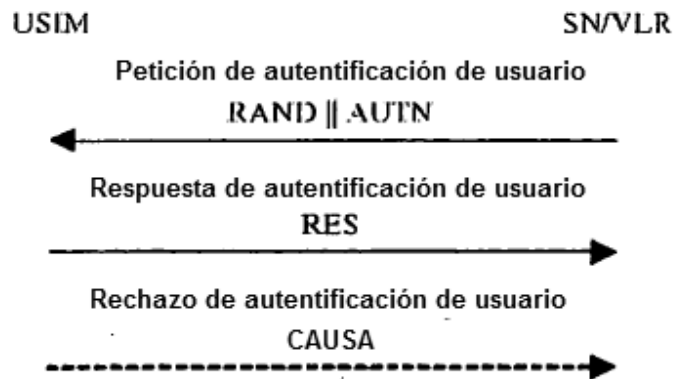 USIM SN/VLR
Petición de autentificación de usuario
RAND || AUTN
Respuesta de autentificación de usuario
RES
Rechazo de autentificación de usuario
CAUSA